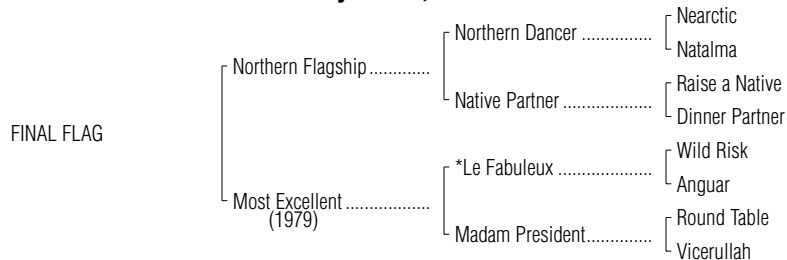 Nearctic
Northern Dancer ..............
Natalma
Northern Flagship .............
Raise a Native
Native Partner ..................
Dinner Partner
FINAL FLAG
Wild Risk
*Le Fabuleux ...................
Anguar
Most Excellent ..................
(1979)
Round Table
Madam President .............
Vicerullah